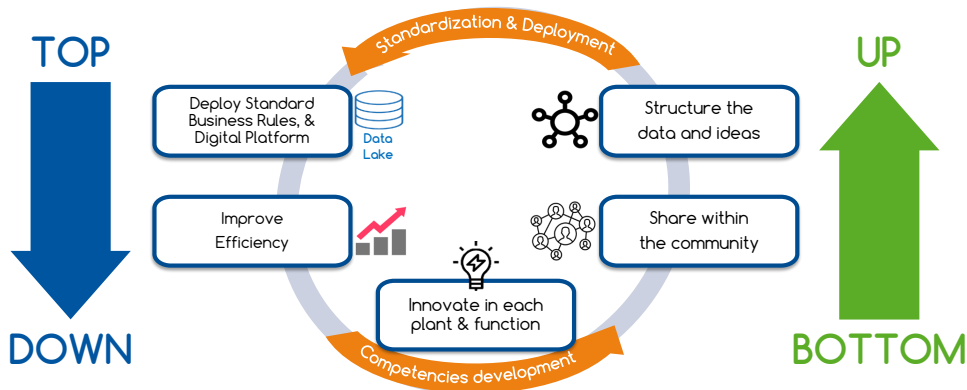 Standardization & Deployment
TOP
UP
Deploy Standard
Business Rules, &
Digital Platform
Data
Lake
Structure the
data and ideas
Improve
Efficiency
Share within
the community
Innovate in each
plant & function
DOWN
BOTTOM
Competencies development